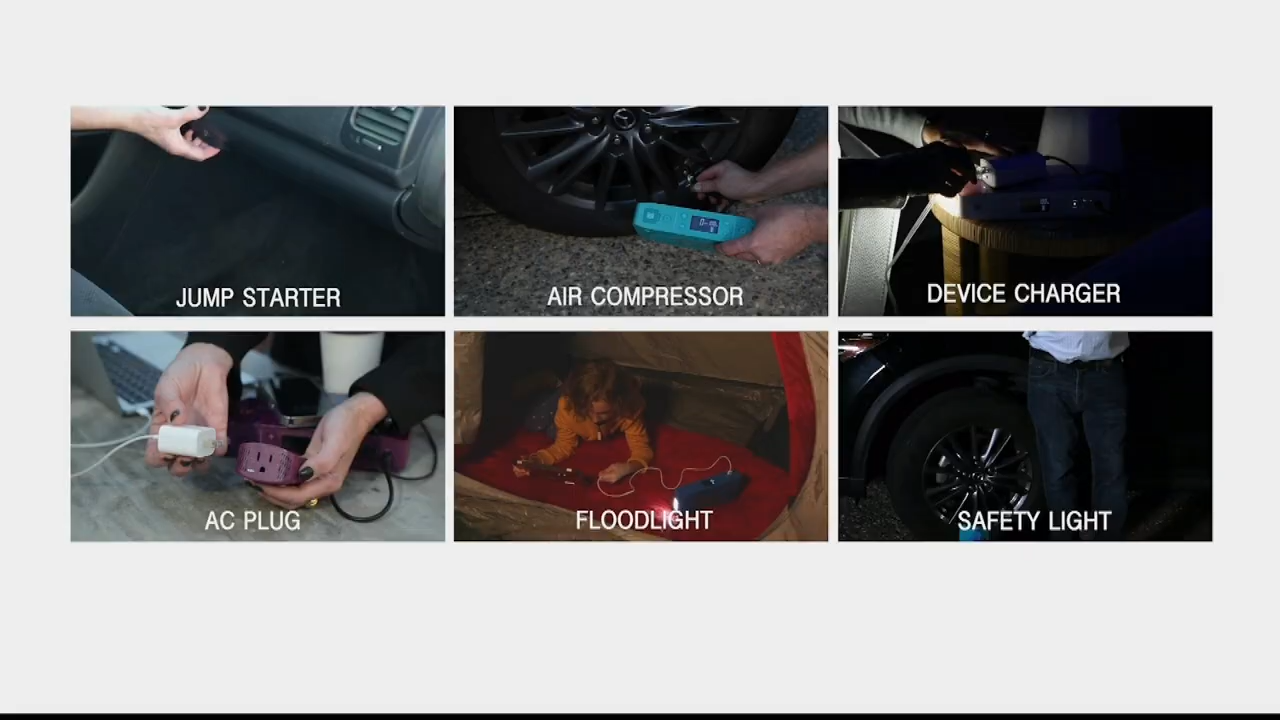 JUMP STARTER
AIR COMPRESSOR
DEVICE CHARGER
AC PLUG
FLOODLIGHT
SAFETY LIGHT